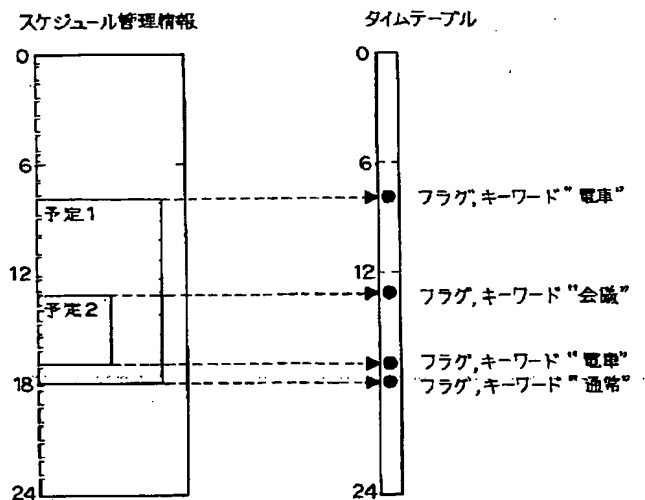 スケジュール管理情報
タイムテーブル
0
6
12
18
24
予定1
予定2
0
6
12
24
フラグ,キーワード"電車"
フラグ,キーワード"会議"
フラグ,キーワード"電車"
フラグ,キーワード"通常"